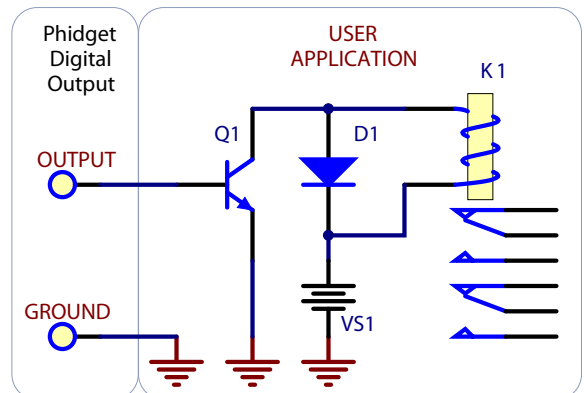 Phidget
Digital
Output
USER
APPLICATION
K1
Q1
D1
OUTPUT
GROUND
VS1